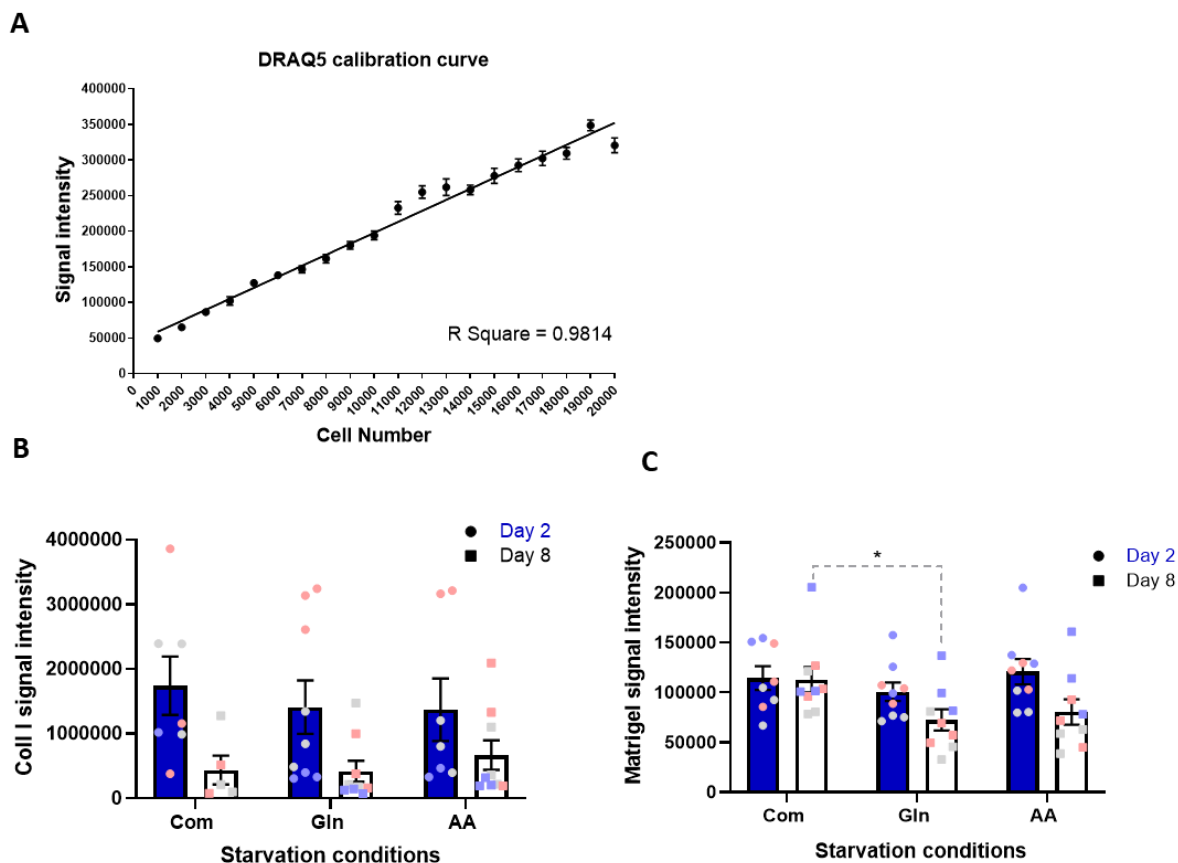 A
DRAQ5 calibration curve
Signal intensity
400000
350000
300000
250000
200000
150000
100000
50000
0
0
1000
2000
3000
4000
5000
6000
7000
8000
9000
10000
11000
12000
13000
14000
15000
16000
17000
18000
19000
20000
R Square = 0.9814
Cell Number
B
Coll I signal intensity
4000000
3000000
2000000
1000000
0
Day 2
Day 8
Com
Gln
AA
Starvation conditions
C
Matrigel signal intensity
250000
200000
150000
100000
50000
0
*
Day 2
Day 8
Com
Gln
AA
Starvation conditions